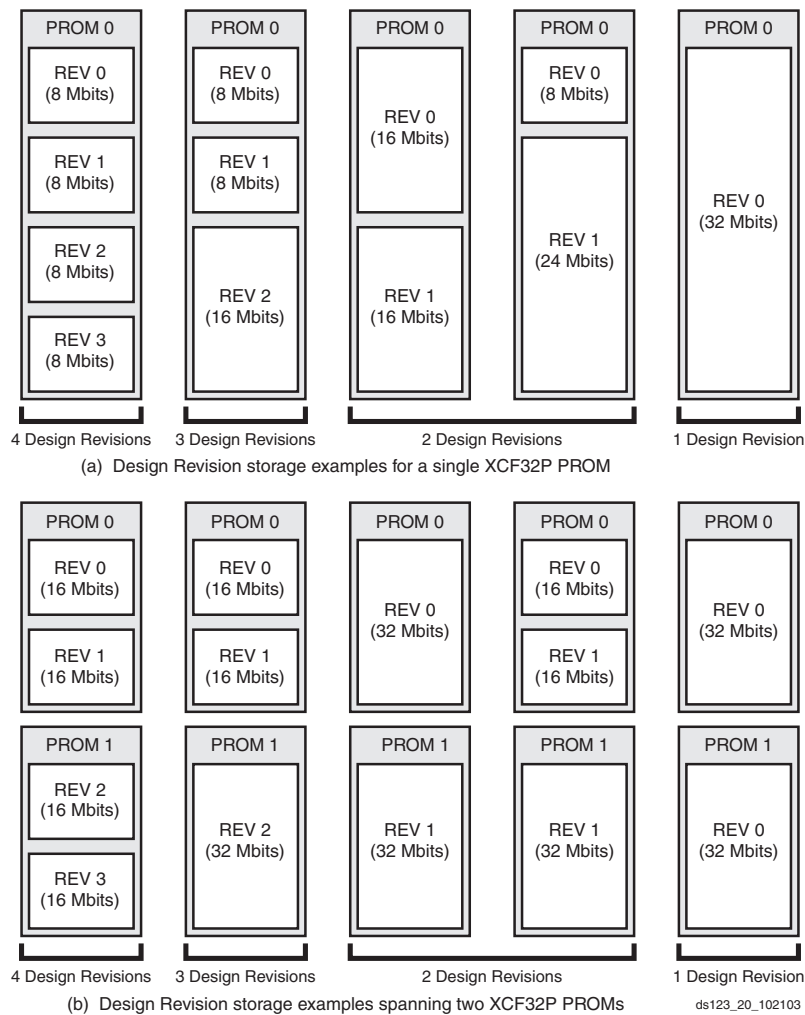 PROM 0 PROM 0 PROM 0 PROM 0 PROM 0
REV 0
(8 Mbits)
REV 1
(8 Mbits)
REV 2
(8 Mbits)
REV 3
(8 Mbits)
REV 0
(8 Mbits)
REV 1
(8 Mbits)
REV 2
(16 Mbits)
REV 0
(16 Mbits)
REV 1
(16 Mbits)
REV 0
(8 Mbits)
REV 1
(24 Mbits)
REV 0
(32 Mbits)
4 Design Revisions 3 Design Revisions 2 Design Revisions 1 Design Revision
(a) Design Revision storage examples for a single XCF32P PROM
PROM 0 PROM 0 PROM 0 PROM 0 PROM 0
REV 0
(16 Mbits)
REV 1
(16 Mbits)
REV 0
(16 Mbits)
REV 1
(16 Mbits)
REV 0
(32 Mbits)
REV 0
(16 Mbits)
REV 1
(16 Mbits)
REV 0
(32 Mbits)
PROM 1 PROM 1 PROM 1 PROM 1 PROM 1
REV 2
(16 Mbits)
REV 3
(16 Mbits)
REV 2
(32 Mbits)
REV 1
(32 Mbits)
REV 1
(32 Mbits)
REV 0
(32 Mbits)
4 Design Revisions 3 Design Revisions 2 Design Revisions 1 Design Revision
(b) Design Revision storage examples spanning two XCF32P PROMs
ds123_20_102103